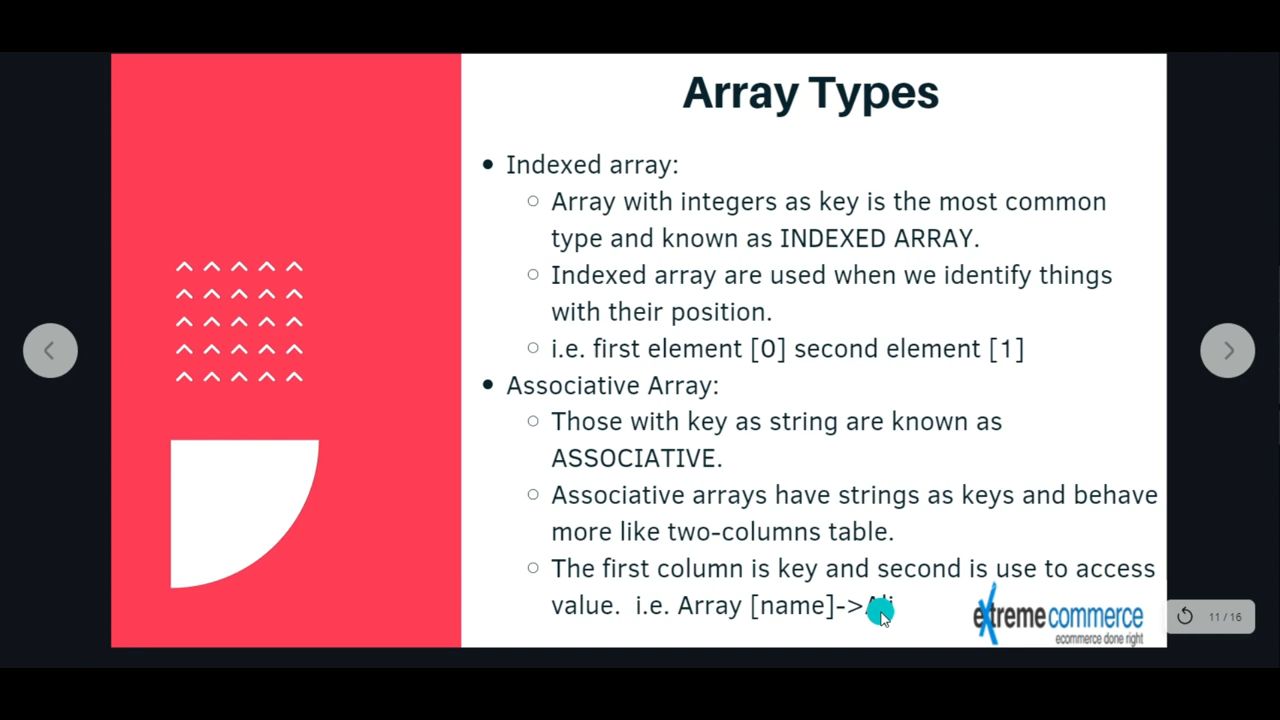 Array Types
Indexed array:
Array with integers as key is the most common
type and known as INDEXED ARRAY.
Indexed array are used when we identify things
with their position.
i.e. first element [0] second element [1]
Associative Array:
Those with key as string are known as
ASSOCIATIVE.
Associative arrays have strings as keys and behave
more like two-columns table.
The first column is key and second is use to access
value. i.e. Array [name]->Ali
extreme commerce
ecommerce done right
11 / 16